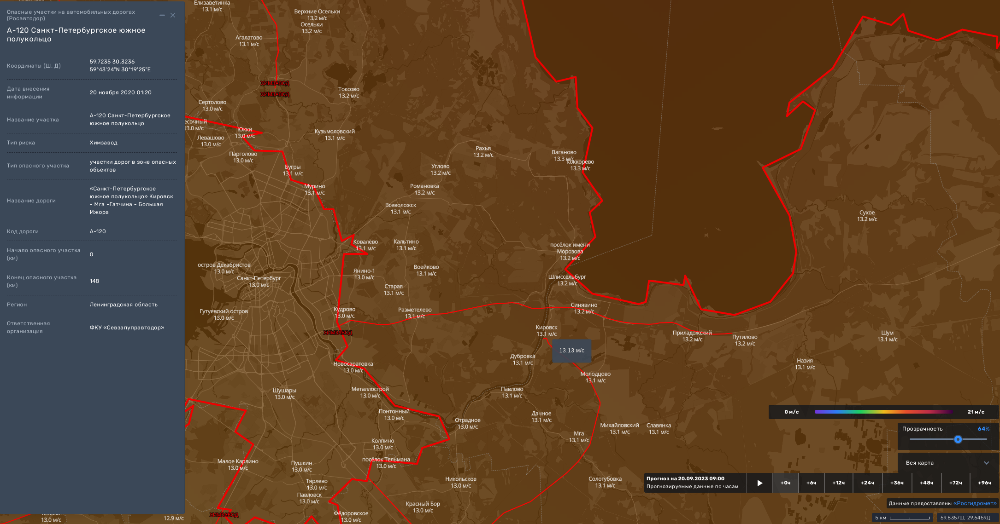 Опасные участки на автомобильных дорогах
(Росавтодор)
А-120 Санкт-Петербургское южное
полукольцо
Координаты (Ш, Д)
59.7235 30.3236
59°43'24"N 30°19'25"E
Дата внесения
информации
20 ноября 2020 01:20
Название участка
А-120 Санкт-Петербургское
южное полукольцо
Тип риска
Химзавод
Тип опасного участка
участки дорог в зоне опасных
объектов
Название дороги
«Санкт-Петербургское
южное полукольцо» Кировск
- Мга -Гатчина - Большая
Ижора
Код дороги
А-120
Начало опасного участка
(км)
0
Конец опасного участка
(км)
148
Регион
Ленинградская область
Ответственная
организация
ФКУ «Севзапуправтодор»
Елизаветинка
13.1 м/с
Верхние Осельки
13.2 м/с
Осельки
13.2 м/с
Агалатово
13.1 м/с
ХИМЗАВОД
ХИМЗАВОД
Токсово
13.2 м/с
Сертолово
13.0 м/с
есочный
13.0 м/с
Юкки
13.0 м/с
Левашово
13.0 м/с
Кузьмоловский
13.1 м/с
Парголово
13.0 м/с
Рахья
13.2 м/с
Ваганово
13.3 м/с
Коккорево
13.3 м/с
Бугры
13.1 м/с
Углово
13.2 м/с
Мурино
13.1 м/с
Романовка
13.2 м/с
Всеволожск
13.1 м/с
Сухое
13.2 м/с
Ковалёво
13.1 м/с
Кальтино
13.1 м/с
посёлок имени
Морозова
13.2 м/с
остров Декабристов
13.0 м/с
Янино-1
13.0 м/с
Воейково
13.1 м/с
Санкт-Петербург
13.0 м/с
Шлиссельбург
13.2 м/с
Старая
13.1 м/с
Гутуевский остров
13.0 м/с
Кудрово
13.0 м/с
Разметелево
13.1 м/с
Синявино
13.2 м/с
ХИМЗАВОД
Кировск
13.1 м/с
Приладожский
13.2 м/с
Путилово
13.2 м/с
Шум
13.1 м/с
13.13 м/с
Дубровка
13.1 м/с
Новосаратовка
13.0 м/с
Назия
13.1 м/с
Молодцово
13.1 м/с
Шушары
13.0 м/с
Металлострой
13.0 м/с
Павлово
13.1 м/с
Понтонный
13.0 м/с
Отрадное
13.0 м/с
Дачное
13.1 м/с
Михайловский
13.1 м/с
Славянка
13.1 м/с
Мга
13.1 м/с
Колпино
13.0 м/с
посёлок Тельмана
13.0 м/с
Малое Карлино
13.0 м/с
Пушкин
13.0 м/с
Тярлево
13.0 м/с
Никольское
13.0 м/с
Сологубовка
13.1 м/с
Павловск
13.0 м/с
Красный Бор
13.0 м/с
Фёдоровское
13.0 м/с
ХИМЗАВОД
13.0 м/с
12.9 м/с
0 м/с
21 м/с
Прозрачность
64%
Вся карта
Прогноз на 20.09.2023 09:00
Прогнозируемые данные по часам
+0ч
+6ч
+12ч
+24ч
+36ч
+48ч
+72ч
+96ч
Данные предоставлены «Росгидромет»
5 км
59.8357Ш, 29.6459Д